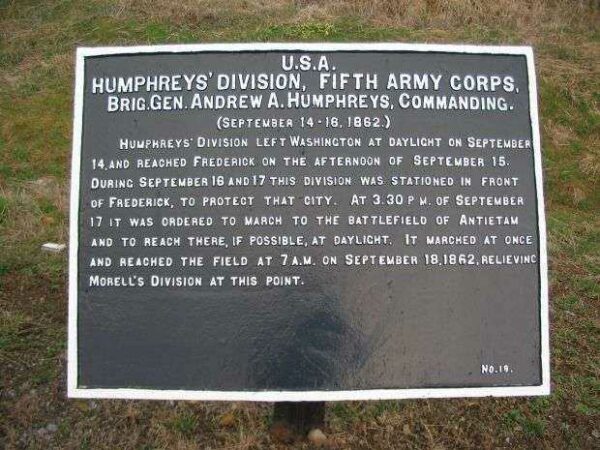 U.S.A.
HUMPHREYS' DIVISION, FIFTH ARMY CORPS,
BRIG. GEN. ANDREW A. HUMPHREYS, COMMANDING.
(SEPTEMBER 14-18, 1862.)
HUMPHREYS' DIVISION LEFT WASHINGTON AT DAYLIGHT ON SEPTEMBER
14, AND REACHED FREDERICK ON THE AFTERNOON OF SEPTEMBER 15.
DURING SEPTEMBER 16 AND 17 THIS DIVISION WAS STATIONED IN FRONT
OF FREDERICK, TO PROTECT THAT CITY. AT 3.30 P M. OF SEPTEMBER
17 IT WAS ORDERED TO MARCH TO THE BATTLEFIELD OF ANTIETAM
AND TO REACH THERE, IF POSSIBLE, AT DAYLIGHT. IT MARCHED AT ONCE
AND REACHED THE FIELD AT 7 A.M. ON SEPTEMBER 18, 1862, RELIEVING
MORELL'S DIVISION AT THIS POINT.
NO. 19.